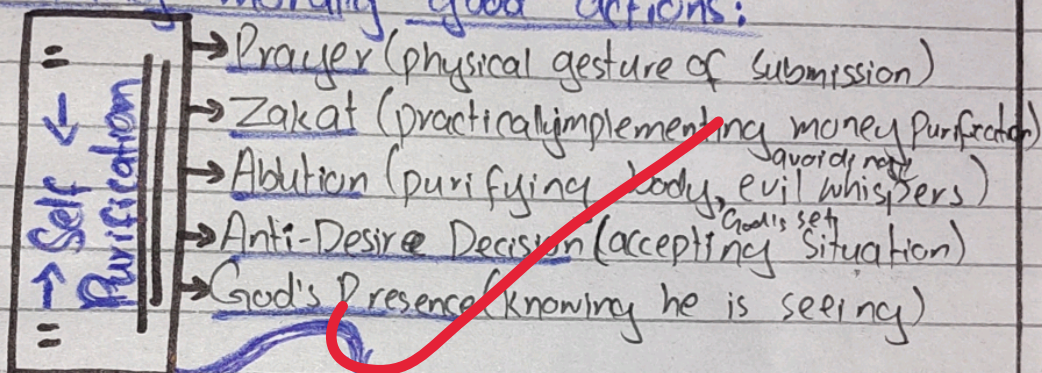 morally good actions:
→ Prayer (physical gesture of submission)
→ Zakat (practicaly implementing money purification)
→ Ablution (purifying body, avoiding evil whispers)
→ Anti-Desire Decision (accepting God's set situation)
→ God's Presence (knowing he is seeing)
= ← Self Purification → =